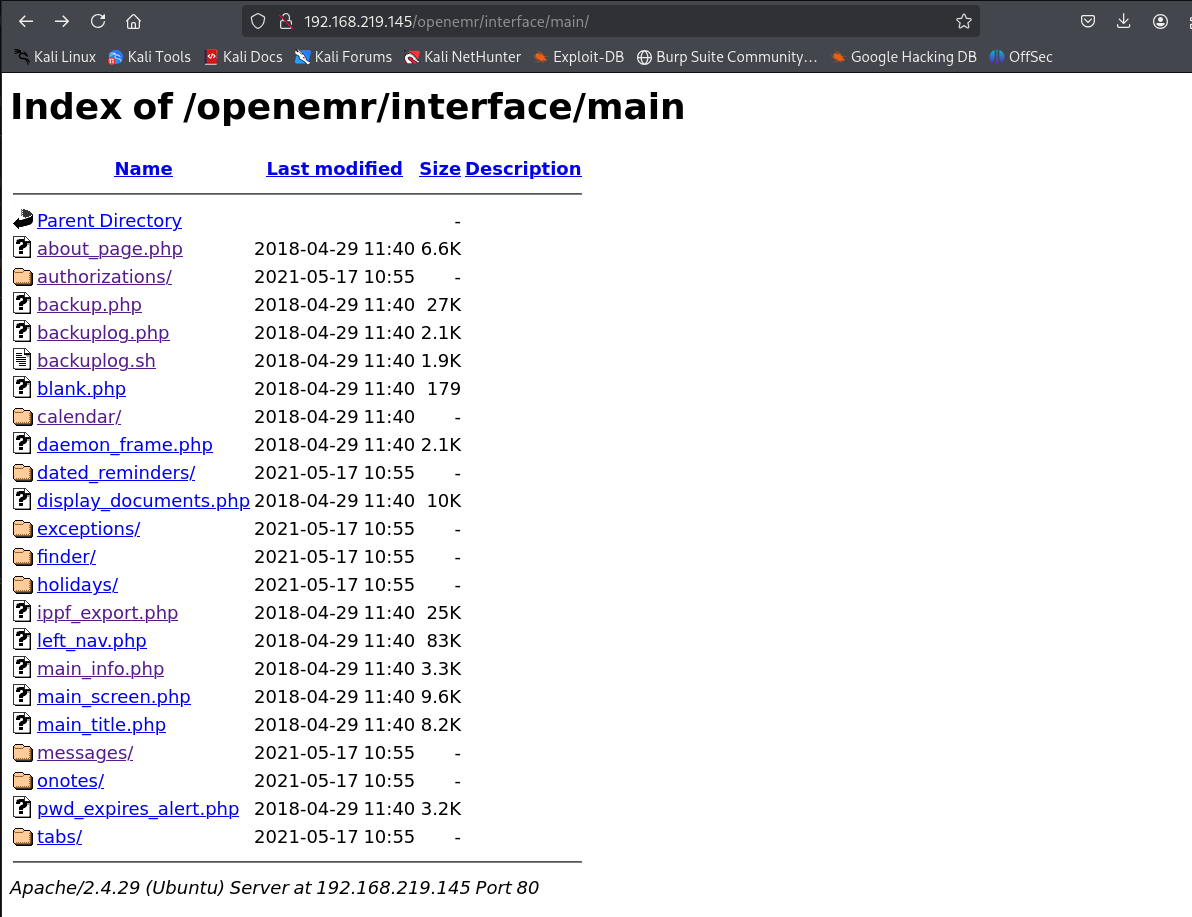 192.168.219.145/openemr/interface/main/
Kali Linux Kali Tools Kali Docs Kali Forums Kali NetHunter Exploit-DB Burp Suite Community… Google Hacking DB OffSec
Index of /openemr/interface/main
Name Last modified Size Description
Parent Directory -
about_page.php 2018-04-29 11:40 6.6K
authorizations/ 2021-05-17 10:55 -
backup.php 2018-04-29 11:40 27K
backuplog.php 2018-04-29 11:40 2.1K
backuplog.sh 2018-04-29 11:40 1.9K
blank.php 2018-04-29 11:40 179
calendar/ 2018-04-29 11:40 -
daemon_frame.php 2018-04-29 11:40 2.1K
dated_reminders/ 2021-05-17 10:55 -
display_documents.php 2018-04-29 11:40 10K
exceptions/ 2021-05-17 10:55 -
finder/ 2021-05-17 10:55 -
holidays/ 2021-05-17 10:55 -
ippf_export.php 2018-04-29 11:40 25K
left_nav.php 2018-04-29 11:40 83K
main_info.php 2018-04-29 11:40 3.3K
main_screen.php 2018-04-29 11:40 9.6K
main_title.php 2018-04-29 11:40 8.2K
messages/ 2021-05-17 10:55 -
onotes/ 2021-05-17 10:55 -
pwd_expires_alert.php 2018-04-29 11:40 3.2K
tabs/ 2021-05-17 10:55 -
Apache/2.4.29 (Ubuntu) Server at 192.168.219.145 Port 80